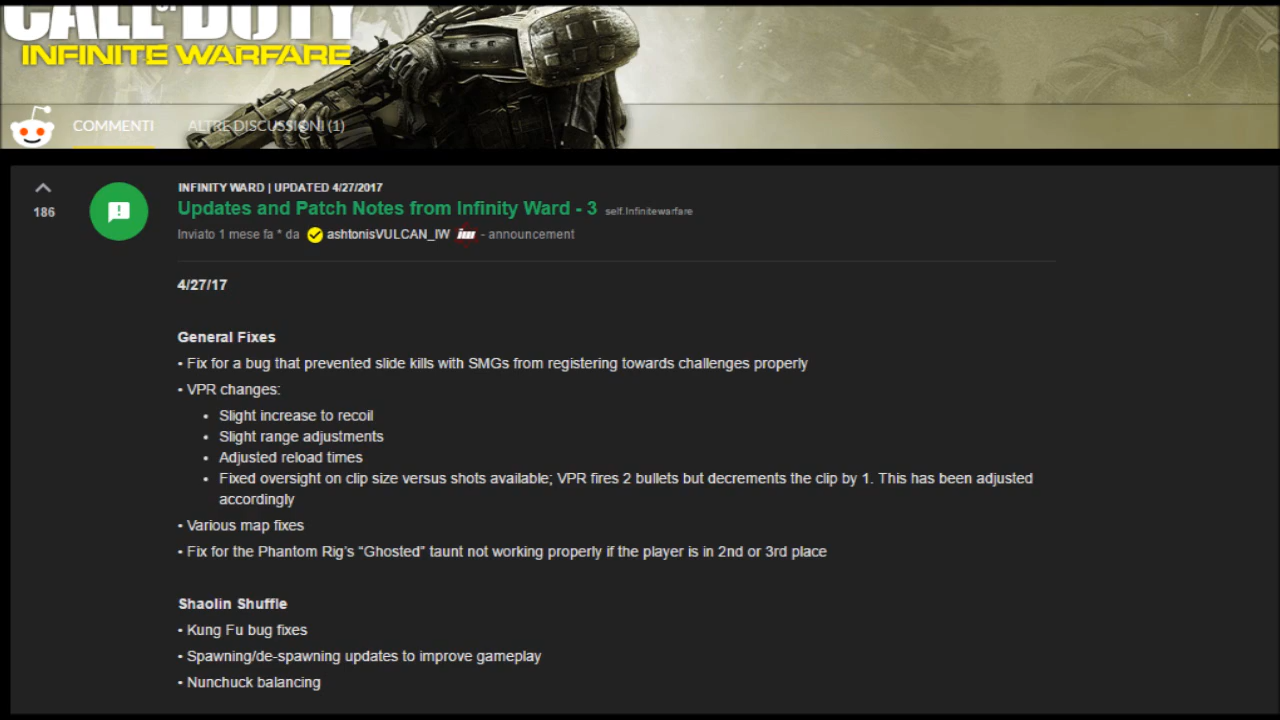 CALL OF DUTY
INFINITE WARFARE
COMMENTI ALTRE DISCUSSIONI (1)
186
INFINITY WARD | UPDATED 4/27/2017
Updates and Patch Notes from Infinity Ward - 3 self.Infinitewarfare
Inviato 1 mese fa * da ashtonisVULCAN_IW iw - announcement
4/27/17
General Fixes
• Fix for a bug that prevented slide kills with SMGs from registering towards challenges properly
• VPR changes:
• Slight increase to recoil
• Slight range adjustments
• Adjusted reload times
• Fixed oversight on clip size versus shots available; VPR fires 2 bullets but decrements the clip by 1. This has been adjusted
accordingly
• Various map fixes
• Fix for the Phantom Rig's “Ghosted” taunt not working properly if the player is in 2nd or 3rd place
Shaolin Shuffle
• Kung Fu bug fixes
• Spawning/de-spawning updates to improve gameplay
• Nunchuck balancing